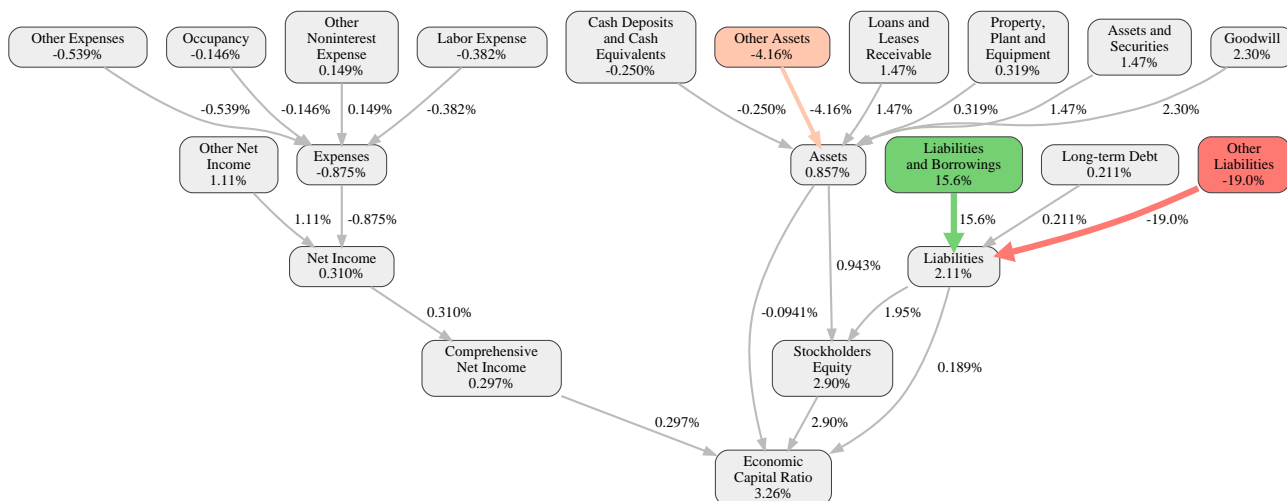 Other Expenses
-0.539%
Occupancy
-0.146%
Other
Noninterest
Expense
0.149%
Labor Expense
-0.382%
Cash Deposits
and Cash
Equivalents
-0.250%
Other Assets
-4.16%
Loans and
Leases
Receivable
1.47%
Property,
Plant and
Equipment
0.319%
Assets and
Securities
1.47%
Goodwill
2.30%
-0.539%
-0.146%
0.149%
-0.382%
-0.250%
-4.16%
1.47%
0.319%
1.47%
2.30%
Other Net
Income
1.11%
Expenses
-0.875%
Assets
0.857%
Liabilities
and Borrowings
15.6%
Long-term Debt
0.211%
Other
Liabilities
-19.0%
1.11%
-0.875%
15.6%
0.211%
-19.0%
Net Income
0.310%
0.943%
Liabilities
2.11%
0.310%
-0.0941%
1.95%
Comprehensive
Net Income
0.297%
Stockholders
Equity
2.90%
0.189%
0.297%
2.90%
Economic
Capital Ratio
3.26%